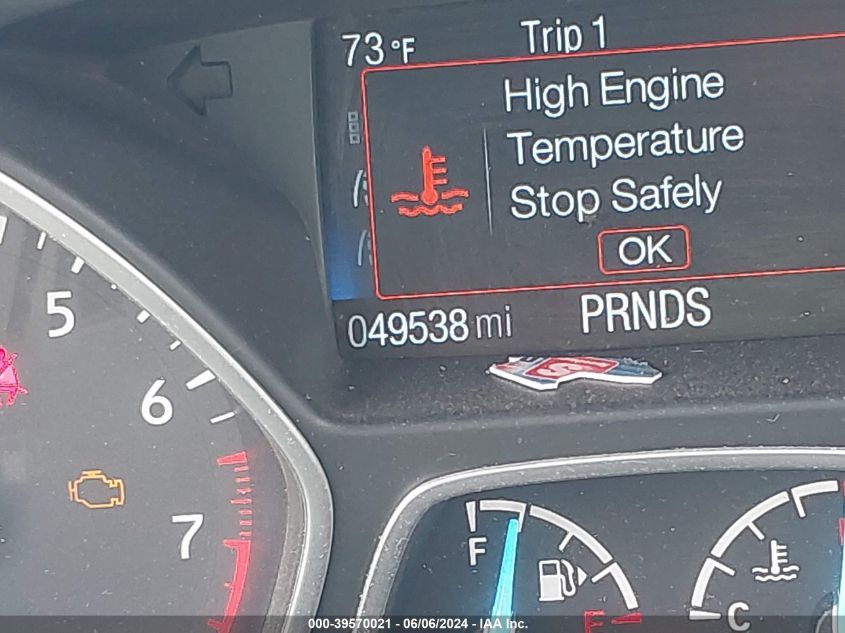 73°F
Trip 1
High Engine
Temperature
Stop Safely
OK
049538 mi
PRNDS
5
6
7
F
E
C
000-39570021 - 06/06/2024 - IAA Inc.